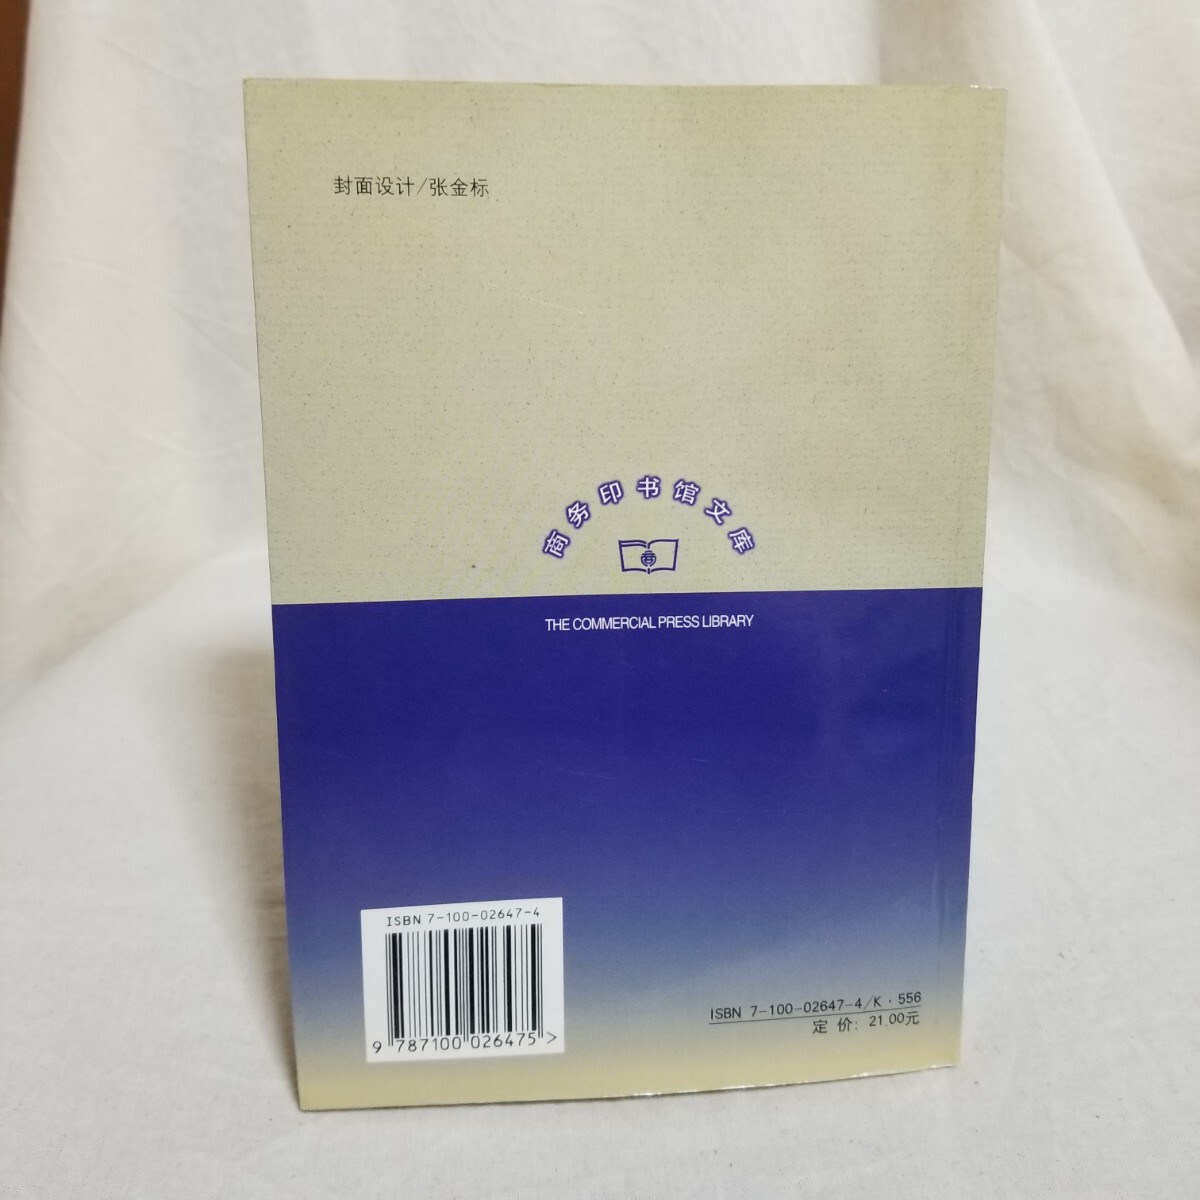 封面设计/张金标
商务印书馆文库
THE COMMERCIAL PRESS LIBRARY
ISBN 7-100-02647-4
9 787100 026475 >
ISBN 7-100-02647-4/K·556
定 价: 21.00元